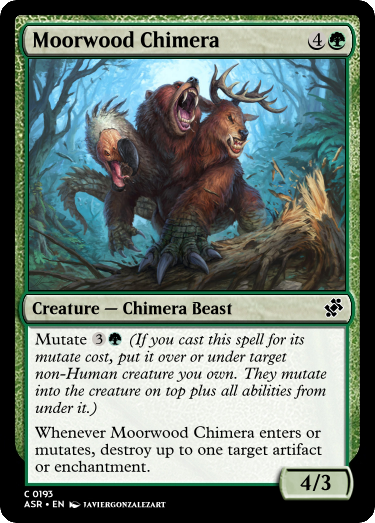 Moorwood Chimera 4
Creature — Chimera Beast
Mutate 3 (If you cast this spell for its
mutate cost, put it over or under target
non-Human creature you own. They mutate
into the creature on top plus all abilities from
under it.)
Whenever Moorwood Chimera enters or
mutates, destroy up to one target artifact
or enchantment.
4/3
C 0193
ASR • EN JAVIERGONZALEZART